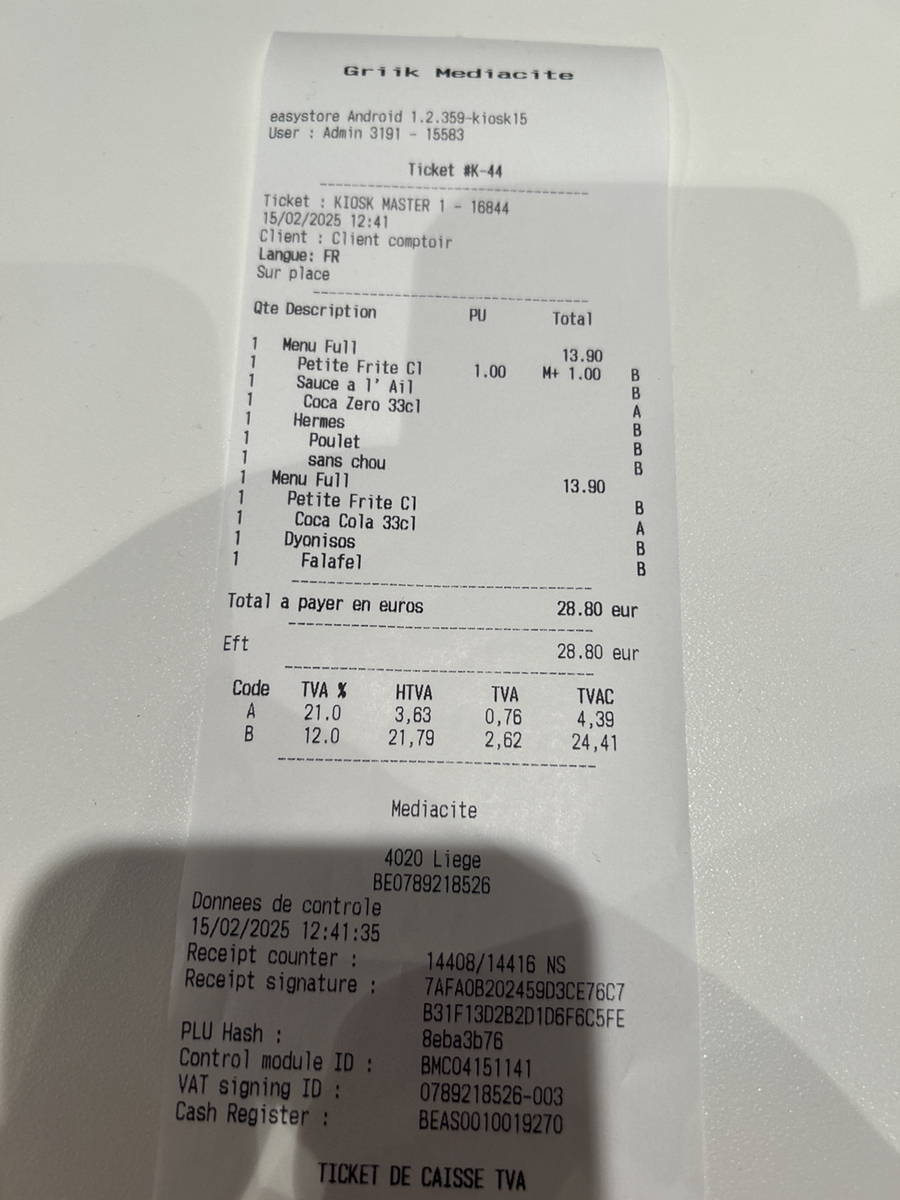 Griik Mediacite
easystore Android 1.2.359-kiosk15
User : Admin 3191 - 15583
Ticket #K-44
Ticket : KIOSK MASTER 1 - 16844
15/02/2025 12:41
Client : Client comptoir
Langue: FR
Sur place
Qte Description PU Total
1 Menu Full 13.90
1 Petite Frite Cl 1.00 M+ 1.00 B
1 Sauce a l' Ail B
1 Coca Zero 33cl A
1 Hermes B
1 Poulet B
1 sans chou B
1 Menu Full 13.90
1 Petite Frite Cl B
1 Coca Cola 33cl A
1 Dyonisos B
1 Falafel B
Total a payer en euros 28.80 eur
Eft 28.80 eur
Code TVA % HTVA TVA TVAC
A 21.0 3,63 0,76 4,39
B 12.0 21,79 2,62 24,41
Mediacite
4020 Liege
BE0789218526
Donnees de controle
15/02/2025 12:41:35
Receipt counter : 14408/14416 NS
Receipt signature : 7AFA0B202459D3CE76C7
B31F13D2B2D1D6F6C5FE
PLU Hash : 8eba3b76
Control module ID : BMC04151141
VAT signing ID : 0789218526-003
Cash Register : BEAS0010019270
TICKET DE CAISSE TVA